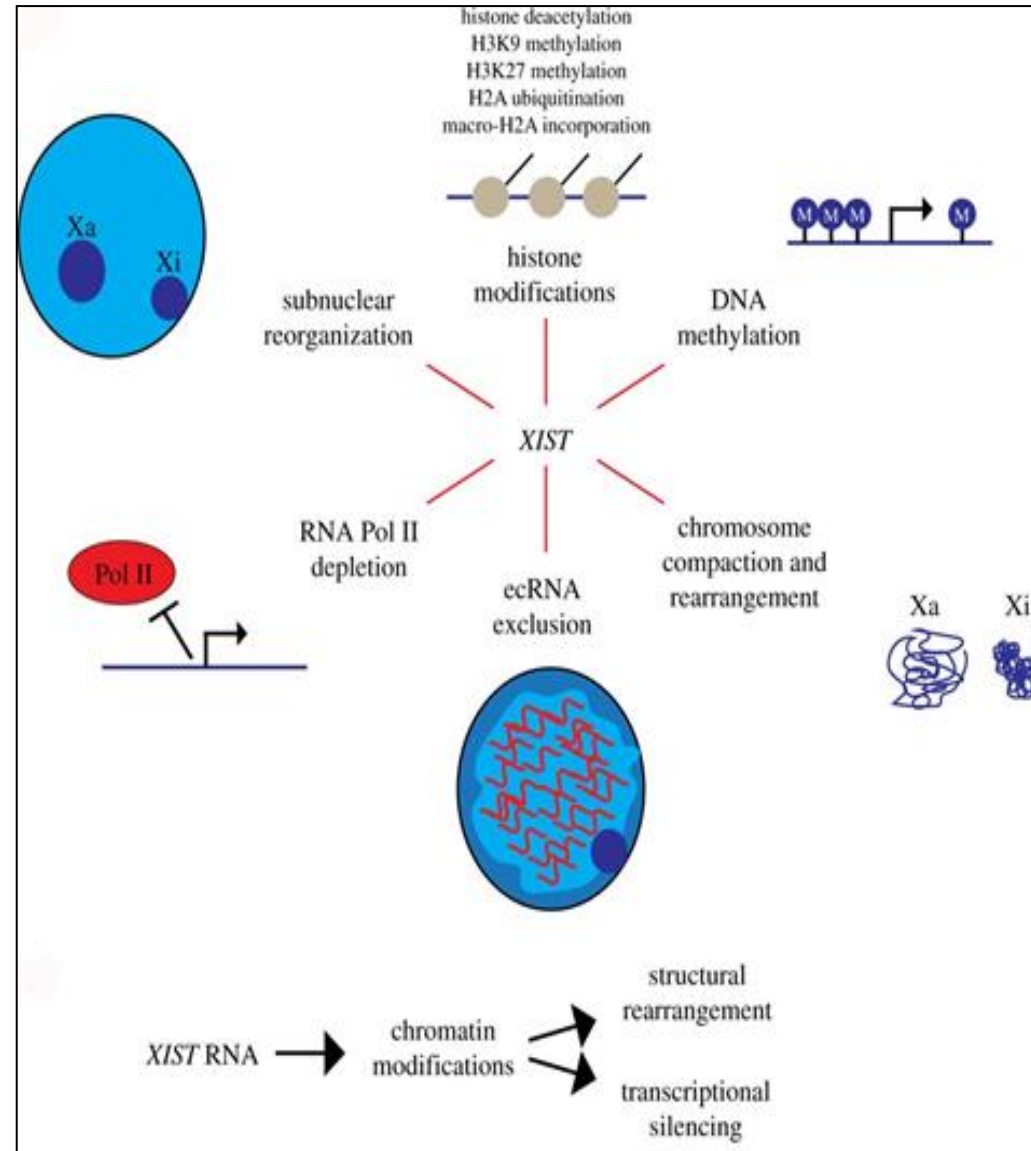 histone deacetylation
H3K9 methylation
H3K27 methylation
H2A ubiquitination
macro-H2A incorporation
Xa
Xi
M M M M
histone
modifications
subnuclear
reorganization
DNA
methylation
XIST
RNA Pol II
depletion
Pol II
ecRNA
exclusion
chromosome
compaction and
rearrangement
Xa Xi
XIST RNA
chromatin
modifications
structural
rearrangement
transcriptional
silencing